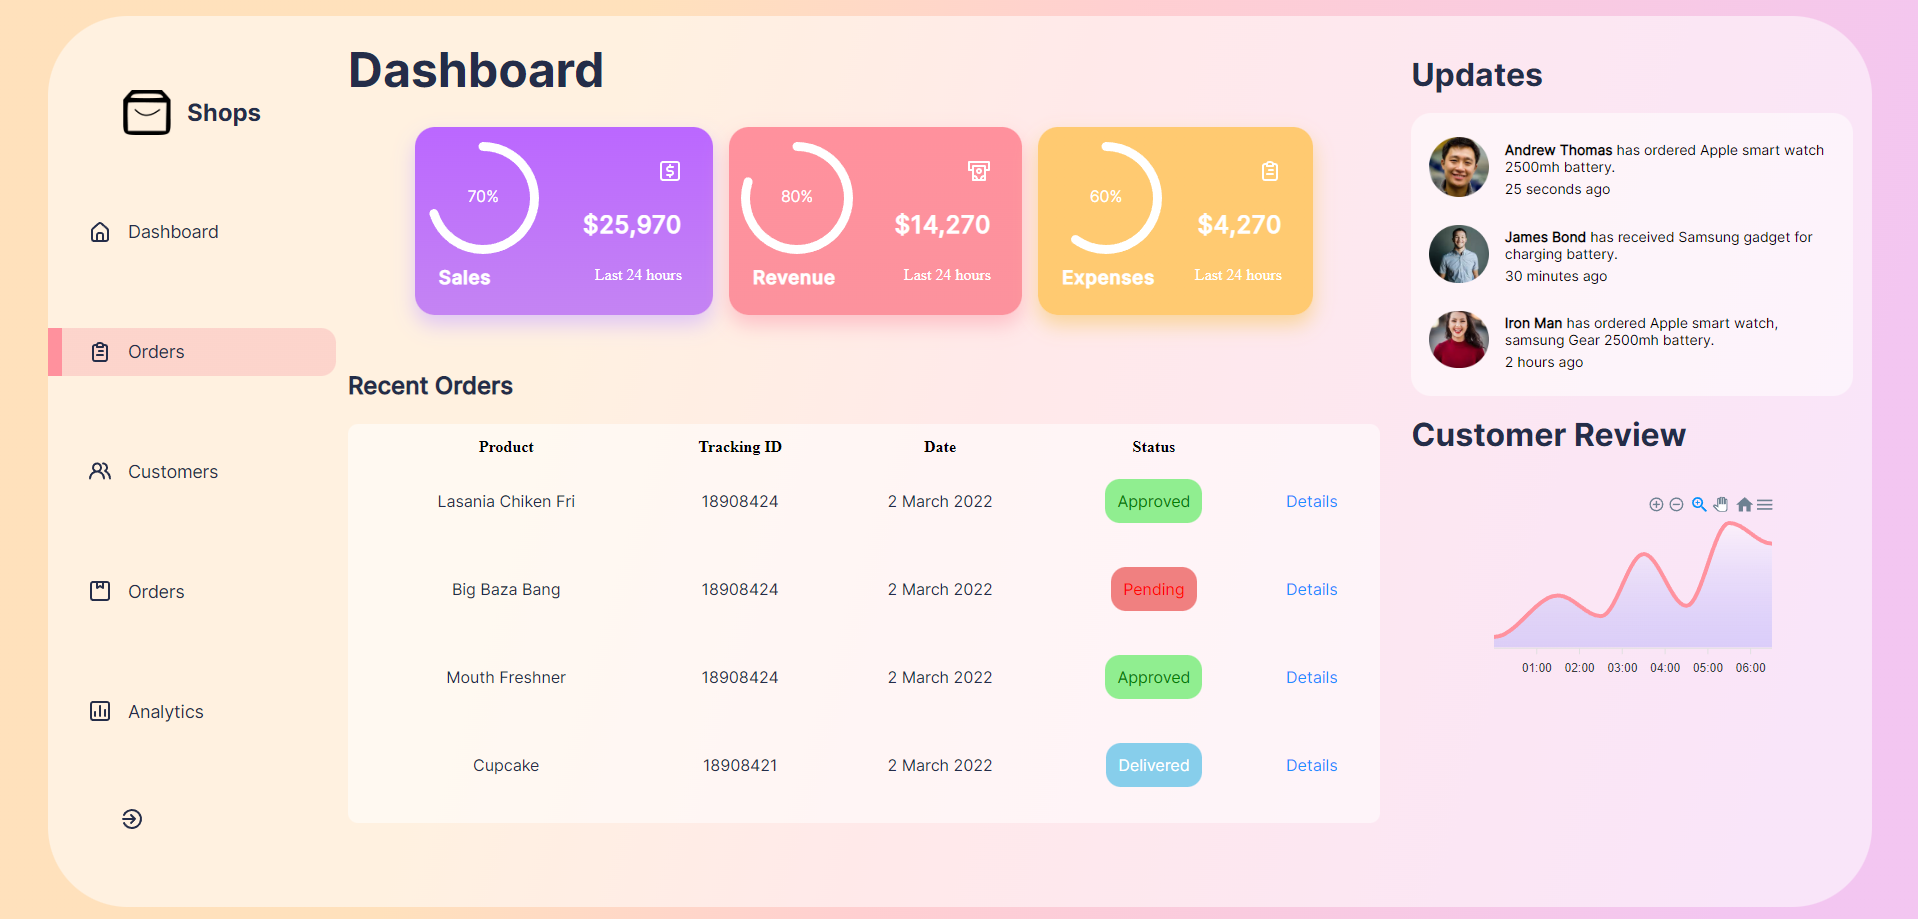 Shops
Dashboard
Orders
Customers
Orders
Analytics
Dashboard
70%
$25,970
Sales
Last 24 hours
80%
$14,270
Revenue
Last 24 hours
60%
$4,270
Expenses
Last 24 hours
Recent Orders
Product Tracking ID Date Status
Lasania Chiken Fri 18908424 2 March 2022 Approved Details
Big Baza Bang 18908424 2 March 2022 Pending Details
Mouth Freshner 18908424 2 March 2022 Approved Details
Cupcake 18908421 2 March 2022 Delivered Details
Updates
Andrew Thomas has ordered Apple smart watch
2500mh battery.
25 seconds ago
James Bond has received Samsung gadget for
charging battery.
30 minutes ago
Iron Man has ordered Apple smart watch,
samsung Gear 2500mh battery.
2 hours ago
Customer Review
01:00 02:00 03:00 04:00 05:00 06:00